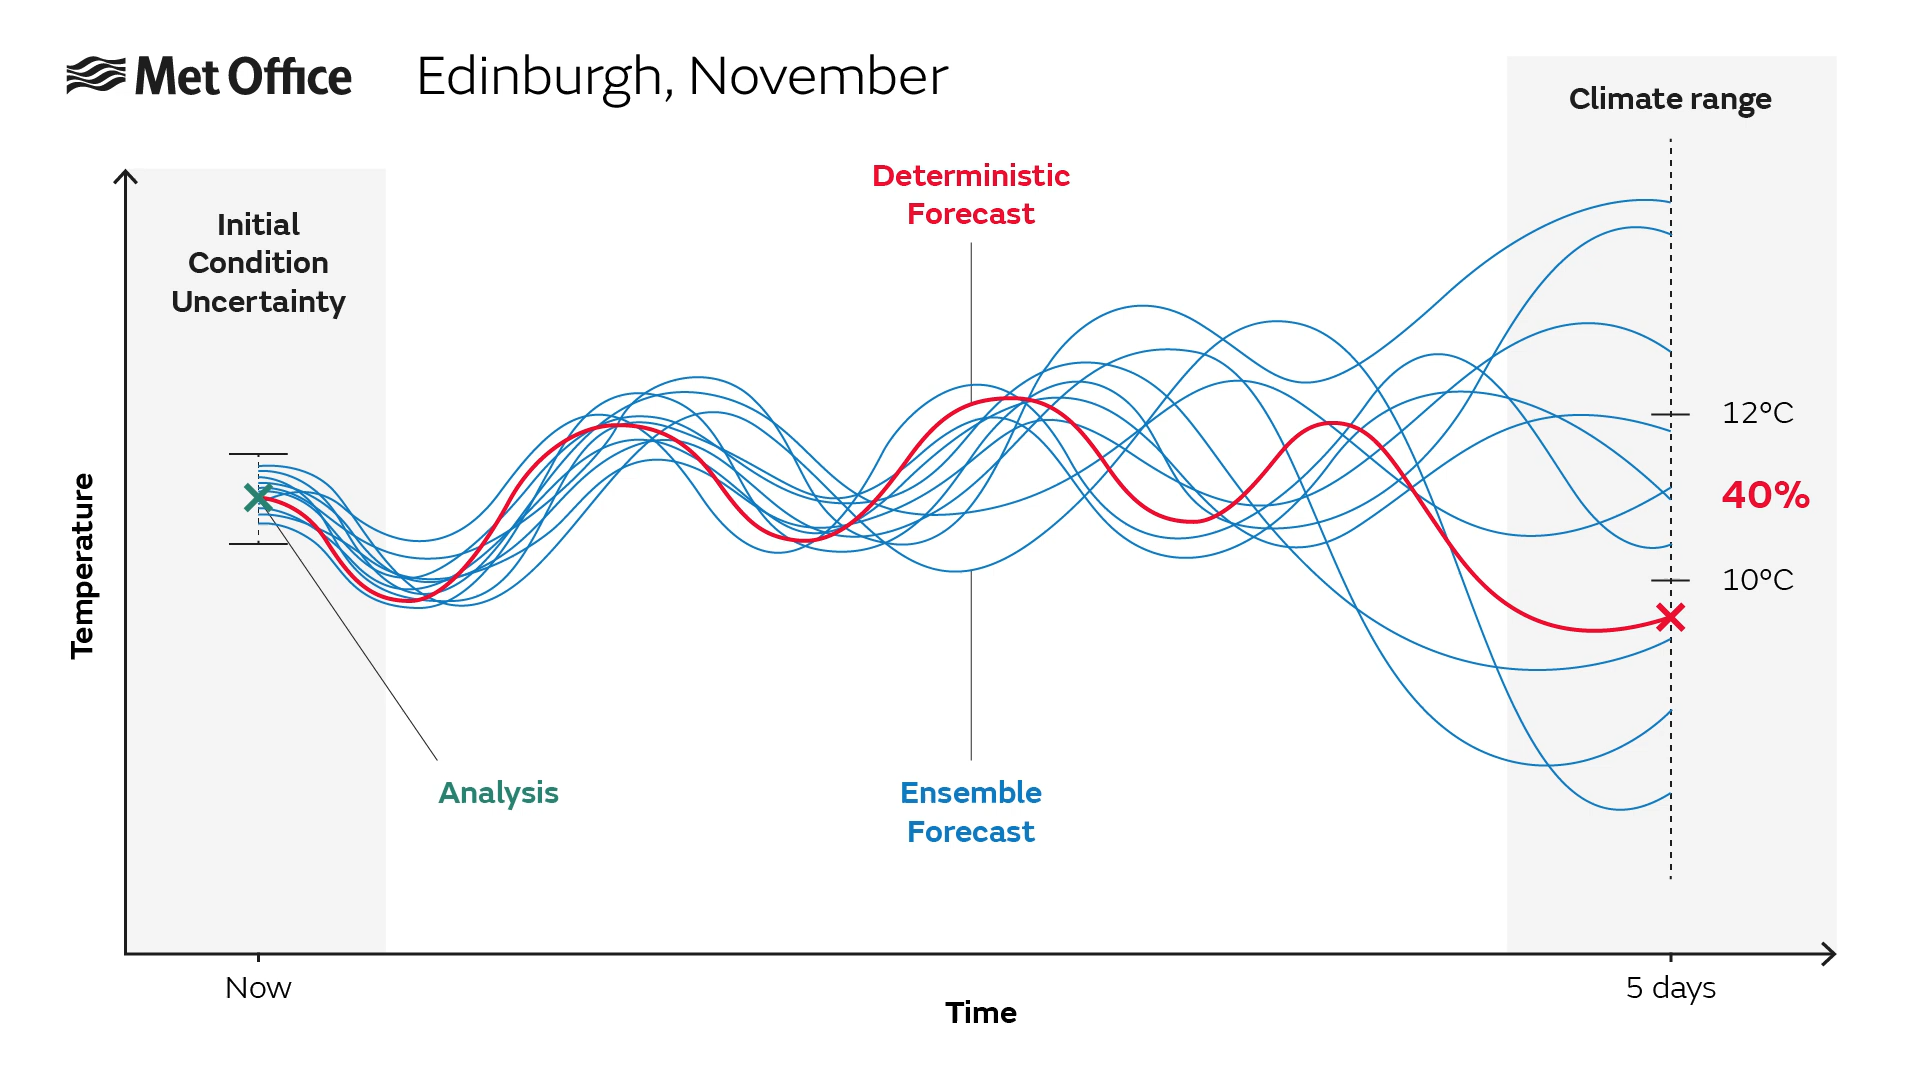 Met Office
Edinburgh, November
Climate range
Deterministic
Forecast
Initial
Condition
Uncertainty
12°C
40%
10°C
Temperature
Analysis
Ensemble
Forecast
Now
5 days
Time